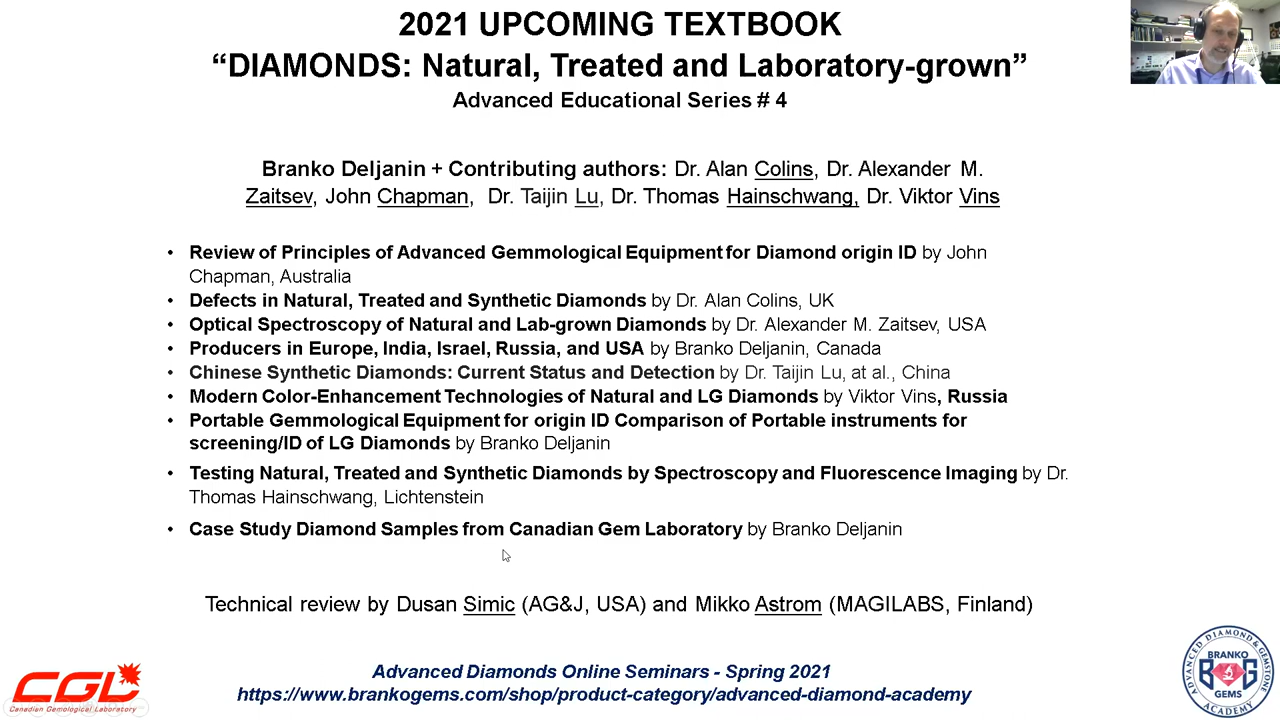 2021 UPCOMING TEXTBOOK
“DIAMONDS: Natural, Treated and Laboratory-grown”
Advanced Educational Series # 4
Branko Deljanin + Contributing authors: Dr. Alan Colins, Dr. Alexander M.
Zaitsev, John Chapman, Dr. Taijin Lu, Dr. Thomas Hainschwang, Dr. Viktor Vins
• Review of Principles of Advanced Gemmological Equipment for Diamond origin ID by John
Chapman, Australia
• Defects in Natural, Treated and Synthetic Diamonds by Dr. Alan Colins, UK
• Optical Spectroscopy of Natural and Lab-grown Diamonds by Dr. Alexander M. Zaitsev, USA
• Producers in Europe, India, Israel, Russia, and USA by Branko Deljanin, Canada
• Chinese Synthetic Diamonds: Current Status and Detection by Dr. Taijin Lu, at al., China
• Modern Color-Enhancement Technologies of Natural and LG Diamonds by Viktor Vins, Russia
• Portable Gemmological Equipment for origin ID Comparison of Portable instruments for
screening/ID of LG Diamonds by Branko Deljanin
• Testing Natural, Treated and Synthetic Diamonds by Spectroscopy and Fluorescence Imaging by Dr.
Thomas Hainschwang, Lichtenstein
• Case Study Diamond Samples from Canadian Gem Laboratory by Branko Deljanin
Technical review by Dusan Simic (AG&J, USA) and Mikko Astrom (MAGILABS, Finland)
Advanced Diamonds Online Seminars - Spring 2021
https://www.brankogems.com/shop/product-category/advanced-diamond-academy
CGL
Canadian Gemological Laboratory
ADVANCED DIAMOND & GEMSTONE
BRANKO
BG
GEMS
ACADEMY